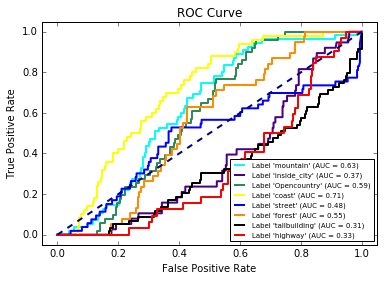 ROC Curve
True Positive Rate
1.0
0.8
0.6
0.4
0.2
0.0
0.0 0.2 0.4 0.6 0.8 1.0
False Positive Rate
Label 'mountain' (AUC = 0.63)
Label 'inside_city' (AUC = 0.37)
Label 'Opencountry' (AUC = 0.59)
Label 'coast' (AUC = 0.71)
Label 'street' (AUC = 0.48)
Label 'forest' (AUC = 0.55)
Label 'tallbuilding' (AUC = 0.31)
Label 'highway' (AUC = 0.33)